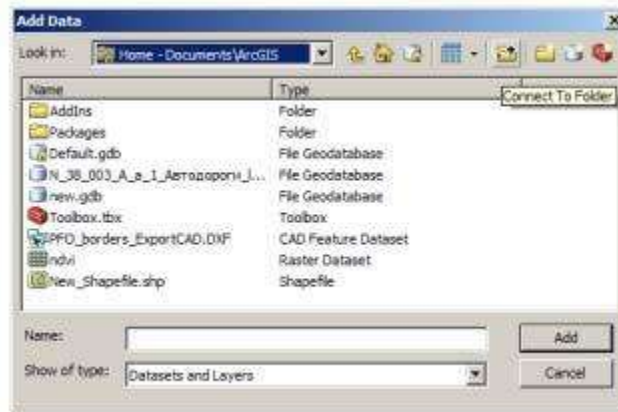 Add Data
Look in: Home - Documents\ArcGIS
Name Type
Connect To Folder
AddIns Folder
Packages Folder
Default.gdb File Geodatabase
N_38_003_A_a_1_Автодороги_l... File Geodatabase
new.gdb File Geodatabase
Toolbox.tbx Toolbox
PFO_borders_ExportCAD.DXF CAD Feature Dataset
ndvi Raster Dataset
New_Shapefile.shp Shapefile
Name: Add
Show of type: Datasets and Layers Cancel